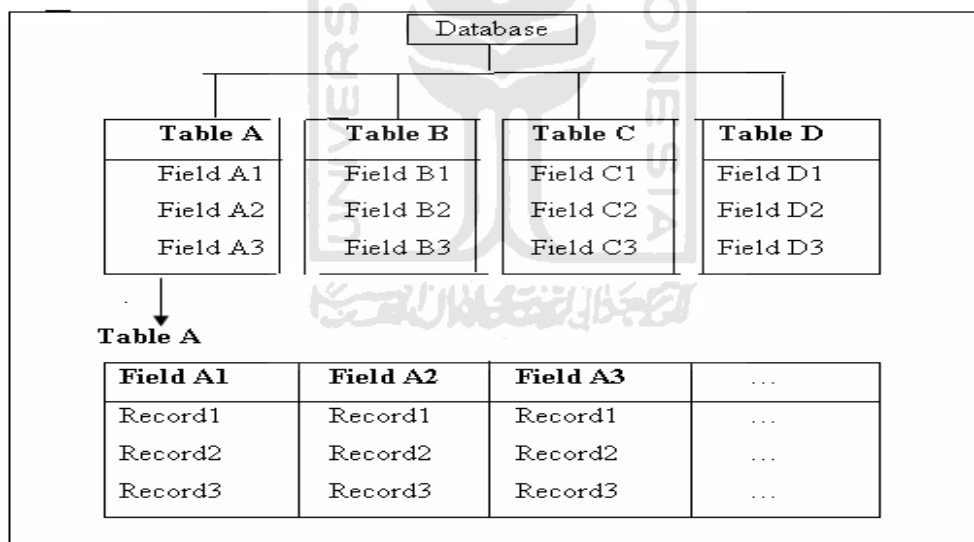 Database
Table A Table B Table C Table D
Field A1 Field B1 Field C1 Field D1
Field A2 Field B2 Field C2 Field D2
Field A3 Field B3 Field C3 Field D3
Table A
Field A1 Field A2 Field A3 ...
Record1 Record1 Record1 ...
Record2 Record2 Record2 ...
Record3 Record3 Record3 ...
UNIVERS
ONESIA